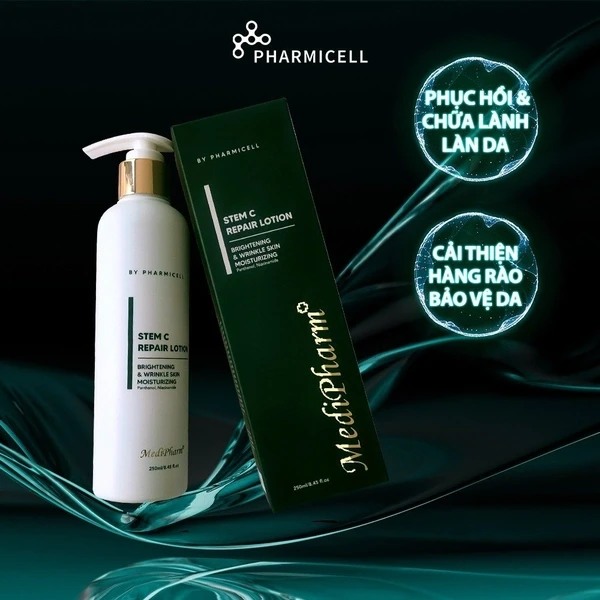 PHARMICELL
PHỤC HỒI &
CHỮA LÀNH
LÀN DA
CẢI THIỆN
HÀNG RÀO
BẢO VỆ DA
BY PHARMICELL
STEM C
REPAIR LOTION
BRIGHTENING
& WRINKLE SKIN
MOISTURIZING
Panthenol, Niacinamide
MediPharm
250ml/8.45 fl.oz
BY PHARMICELL
STEM C
REPAIR LOTION
BRIGHTENING
& WRINKLE SKIN
MOISTURIZING
Panthenol, Niacinamide
MediPharm
250ml/8.45 fl.oz